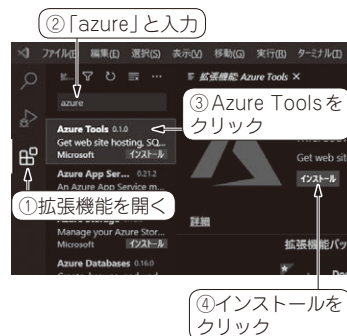 ②「azure」と入力
ファイル(F) 編集(E) 選択(S) 表示(V) 移動(G) 実行(R) ターミナル(T)
拡... 拡張機能: Azure Tools ×
azure
③Azure Toolsを
クリック
Azure Tools 0.1.0
Get web site hosting, SQ...
Microsoft インストール
Get web sit
インストール
Azure App Ser... 0.21.2
An Azure App Service m...
①拡張機能を開く
詳細
Manage your Azure Stor...
Microsoft インストール
拡張機能パッ
Azure Databases 0.16.0
④インストールを
クリック